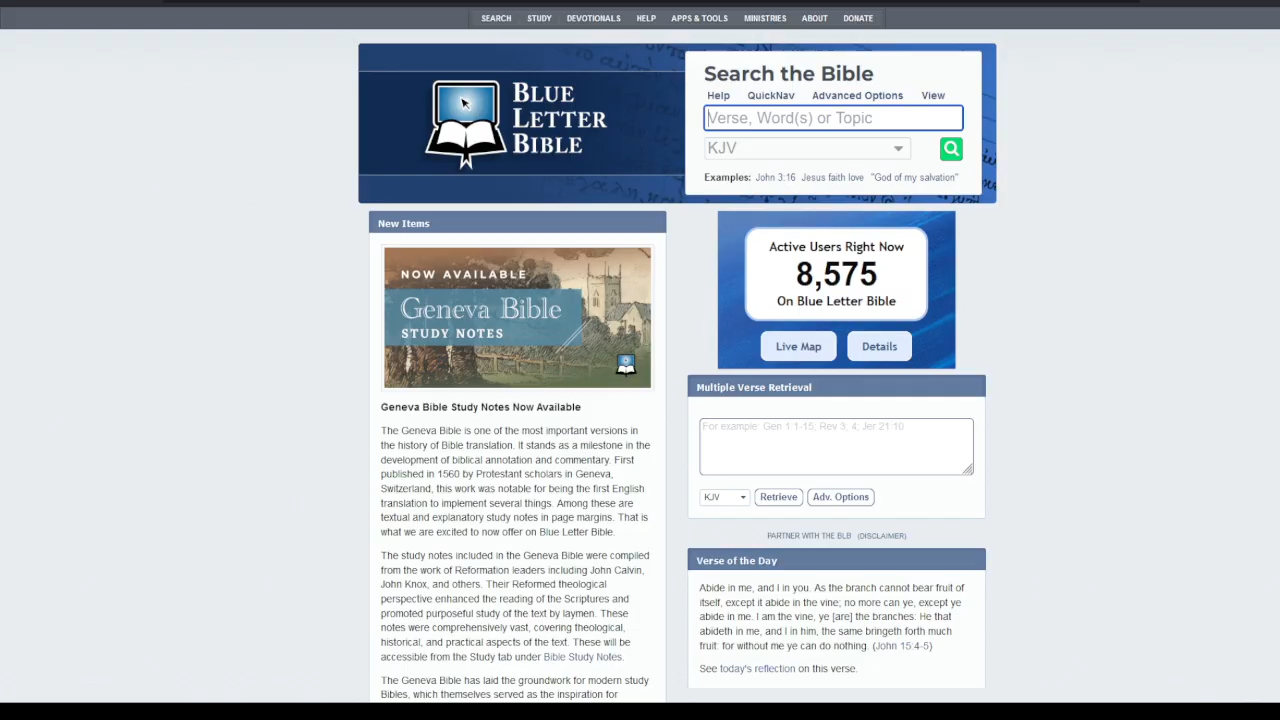 SEARCH STUDY DEVOTIONALS HELP APPS & TOOLS MINISTRIES ABOUT DONATE
BLUE
LETTER
BIBLE
Search the Bible
Help QuickNav Advanced Options View
Verse, Word(s) or Topic
KJV
Examples: John 3:16 Jesus faith love "God of my salvation"
New Items
NOW AVAILABLE
Geneva Bible
STUDY NOTES
Geneva Bible Study Notes Now Available
The Geneva Bible is one of the most important versions in
the history of Bible translation. It stands as a milestone in the
development of biblical annotation and commentary. First
published in 1560 by Protestant scholars in Geneva,
Switzerland, this work was notable for being the first English
translation to implement several things. Among these are
textual and explanatory study notes in page margins. That is
what we are excited to now offer on Blue Letter Bible.
The study notes included in the Geneva Bible were compiled
from the work of Reformation leaders including John Calvin,
John Knox, and others. Their Reformed theological
perspective enhanced the reading of the Scriptures and
promoted purposeful study of the text by laymen. These
notes were comprehensively vast, covering theological,
historical, and practical aspects of the text. These will be
accessible from the Study tab under Bible Study Notes.
The Geneva Bible has laid the groundwork for modern study
Bibles, which themselves served as the inspiration for
Active Users Right Now
8,575
On Blue Letter Bible
Live Map Details
Multiple Verse Retrieval
For example: Gen 1:1-15; Rev 3; 4; Jer 21:10
KJV Retrieve Adv. Options
PARTNER WITH THE BLB (DISCLAIMER)
Verse of the Day
Abide in me, and I in you. As the branch cannot bear fruit of
itself, except it abide in the vine; no more can ye, except ye
abide in me. I am the vine, ye [are] the branches: He that
abideth in me, and I in him, the same bringeth forth much
fruit: for without me ye can do nothing. (John 15:4-5)
See today's reflection on this verse.